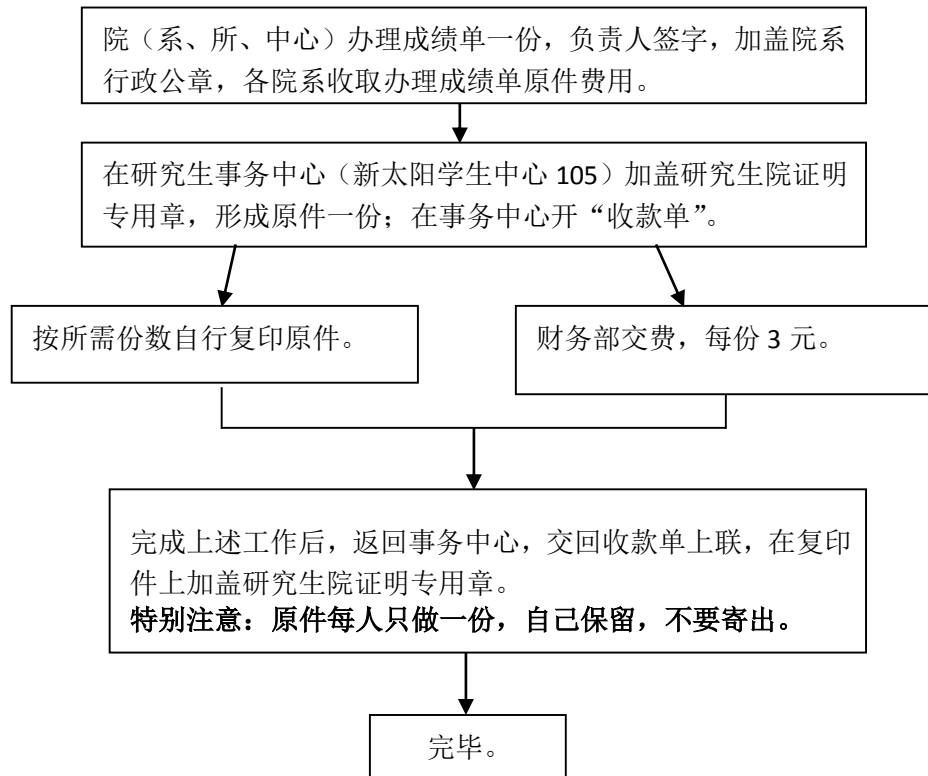 院（系、所、中心）办理成绩单一份，负责人签字，加盖院系
行政公章，各院系收取办理成绩单原件费用。
在研究生事务中心（新太阳学生中心 105）加盖研究生院证明
专用章，形成原件一份；在事务中心开“收款单”。
按所需份数自行复印原件。
财务部交费，每份 3 元。
完成上述工作后，返回事务中心，交回收款单上联，在复印
件上加盖研究生院证明专用章。
特别注意：原件每人只做一份，自己保留，不要寄出。
完毕。